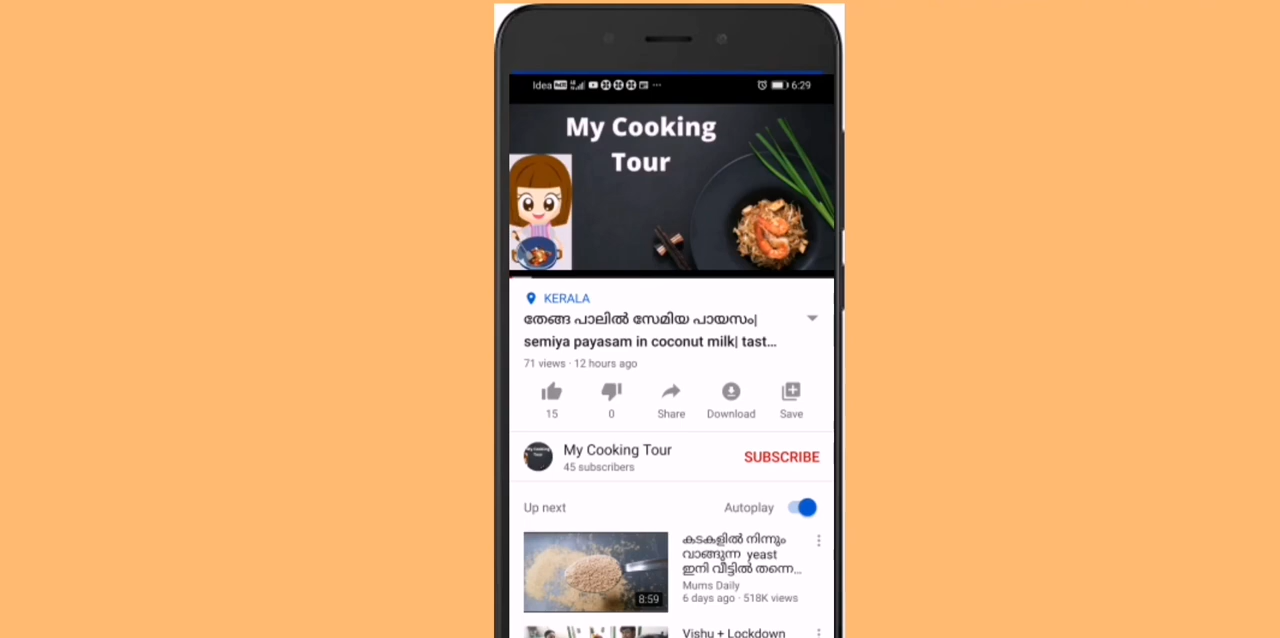 Idea 6:29
My Cooking
Tour
KERALA
തേങ്ങ പാലിൽ സേമിയ പായസം|
semiya payasam in coconut milk| tast...
71 views · 12 hours ago
15 0 Share Download Save
My Cooking Tour
45 subscribers
SUBSCRIBE
Up next Autoplay
കടകളിൽ നിന്നും
വാങ്ങുന്ന yeast
ഇനി വീട്ടിൽ തന്നെ...
Mums Daily
6 days ago · 518K views
8:59
Vishu + Lockdown